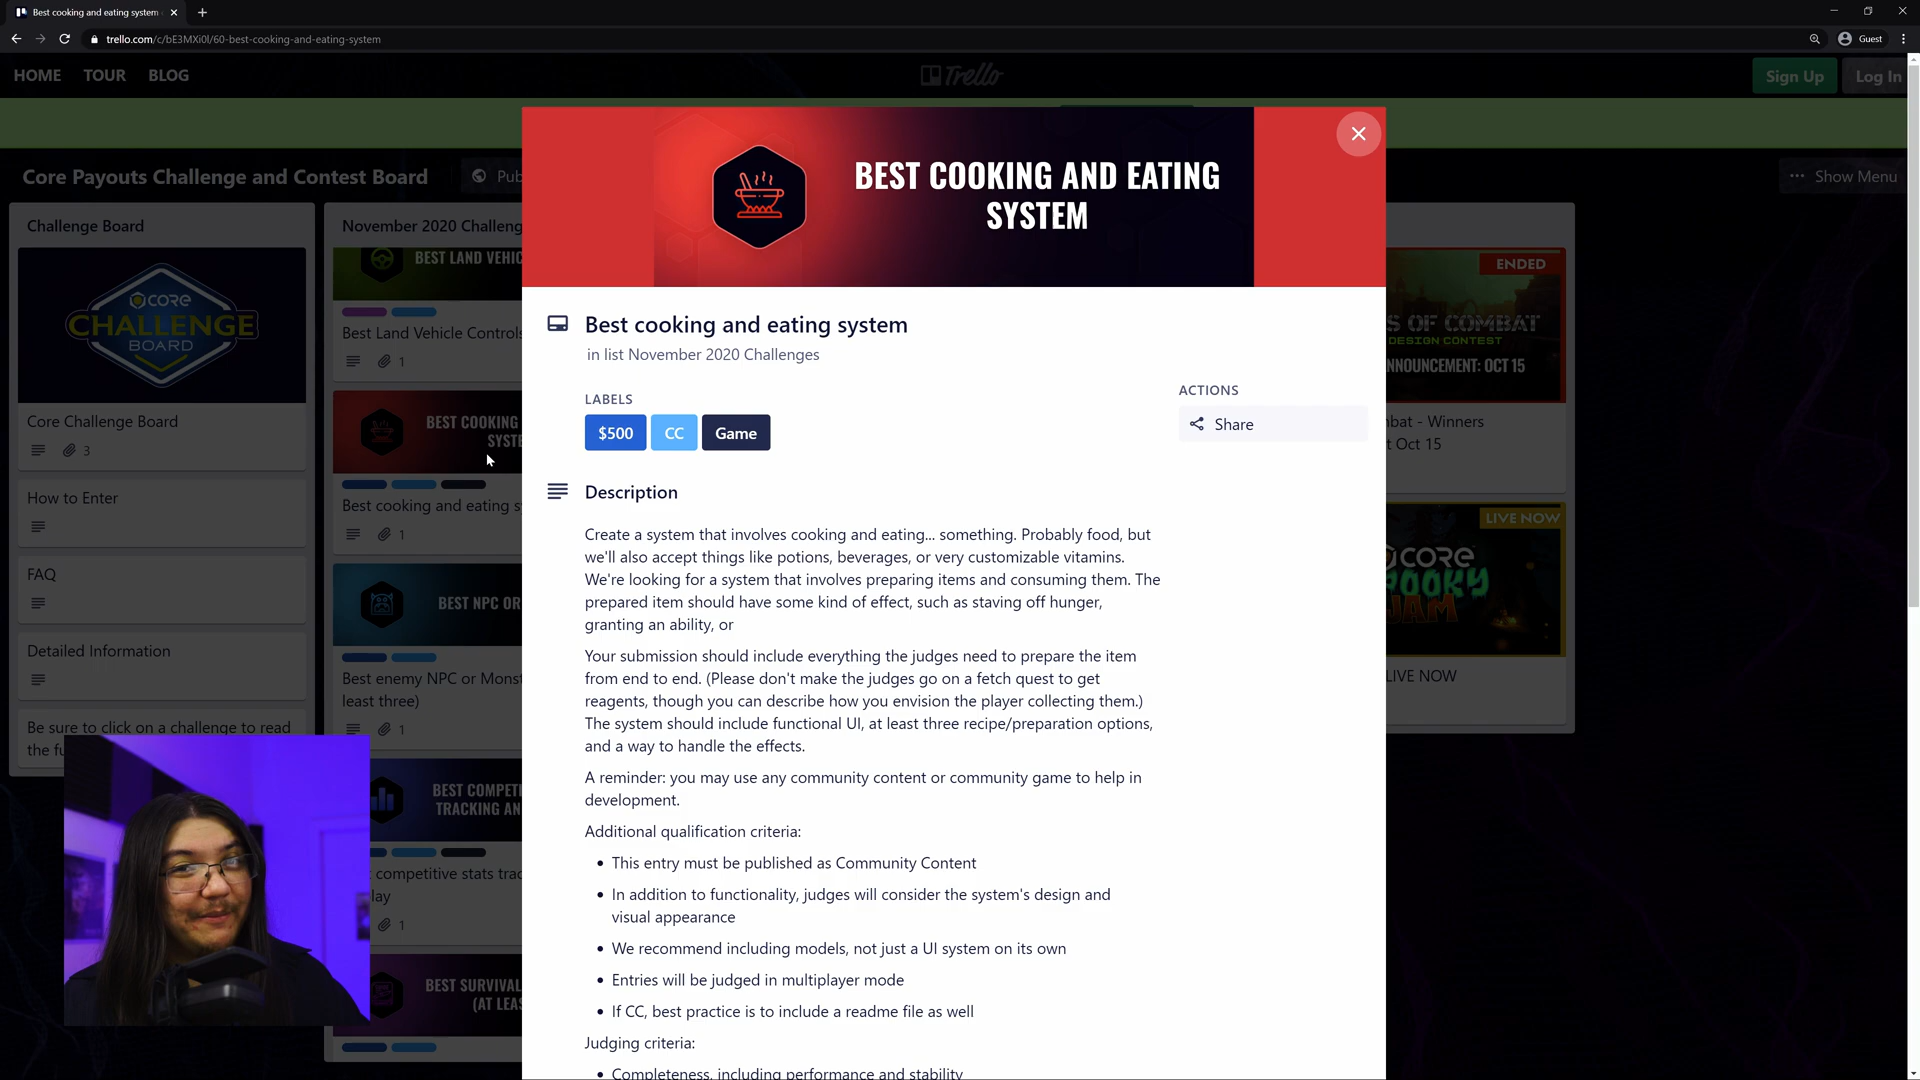 Best cooking and eating system
trello.com/c/bE3MXi0l/60-best-cooking-and-eating-system
Guest
HOME TOUR BLOG
Trello
Sign Up
Log In
Core Payouts Challenge and Contest Board
Pub
Show Menu
Challenge Board
CORE
CHALLENGE
BOARD
Core Challenge Board
3
How to Enter
FAQ
Detailed Information
Be sure to click on a challenge to read
the fu
November 2020 Challeng
BEST LAND VEHIC
Best Land Vehicle Controls
1
BEST COOKING
SYSTE
Best cooking and eating s
1
BEST NPC OR
Best enemy NPC or Monst
least three)
1
BEST COMPETI
TRACKING AN
competitive stats trac
lay
1
BEST SURVIVAL
(AT LEAS
BEST COOKING AND EATING
SYSTEM
Best cooking and eating system
in list November 2020 Challenges
LABELS
$500
CC
Game
ACTIONS
Share
Description
Create a system that involves cooking and eating... something. Probably food, but
we'll also accept things like potions, beverages, or very customizable vitamins.
We're looking for a system that involves preparing items and consuming them. The
prepared item should have some kind of effect, such as staving off hunger,
granting an ability, or
Your submission should include everything the judges need to prepare the item
from end to end. (Please don't make the judges go on a fetch quest to get
reagents, though you can describe how you envision the player collecting them.)
The system should include functional UI, at least three recipe/preparation options,
and a way to handle the effects.
A reminder: you may use any community content or community game to help in
development.
Additional qualification criteria:
• This entry must be published as Community Content
• In addition to functionality, judges will consider the system's design and
visual appearance
• We recommend including models, not just a UI system on its own
• Entries will be judged in multiplayer mode
• If CC, best practice is to include a readme file as well
Judging criteria:
• Completeness, including performance and stability
ENDED
S OF COMBAT
DESIGN CONTEST
NNOUNCEMENT: OCT 15
bat - Winners
t Oct 15
LIVE NOW
CORE
OOKY
JAM
LIVE NOW